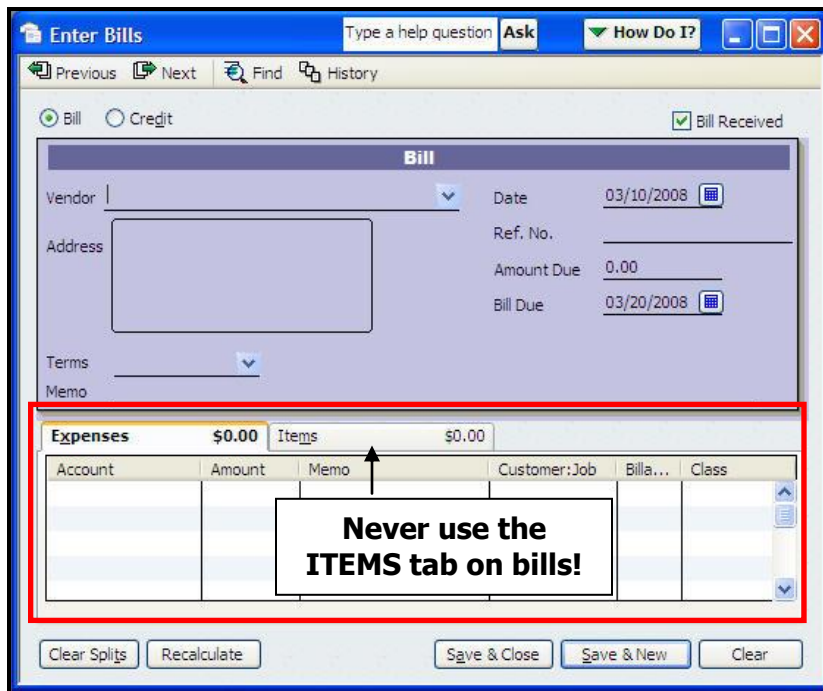 Enter Bills Type a help question Ask How Do I?
Previous Next Find History
Bill Credit Bill Received
Bill
Vendor Date 03/10/2008
Address Ref. No.
Amount Due 0.00
Bill Due 03/20/2008
Terms
Memo
Expenses $0.00 Items $0.00
Account Amount Memo Customer:Job Billa... Class
Never use the
ITEMS tab on bills!
Clear Splits Recalculate Save & Close Save & New Clear